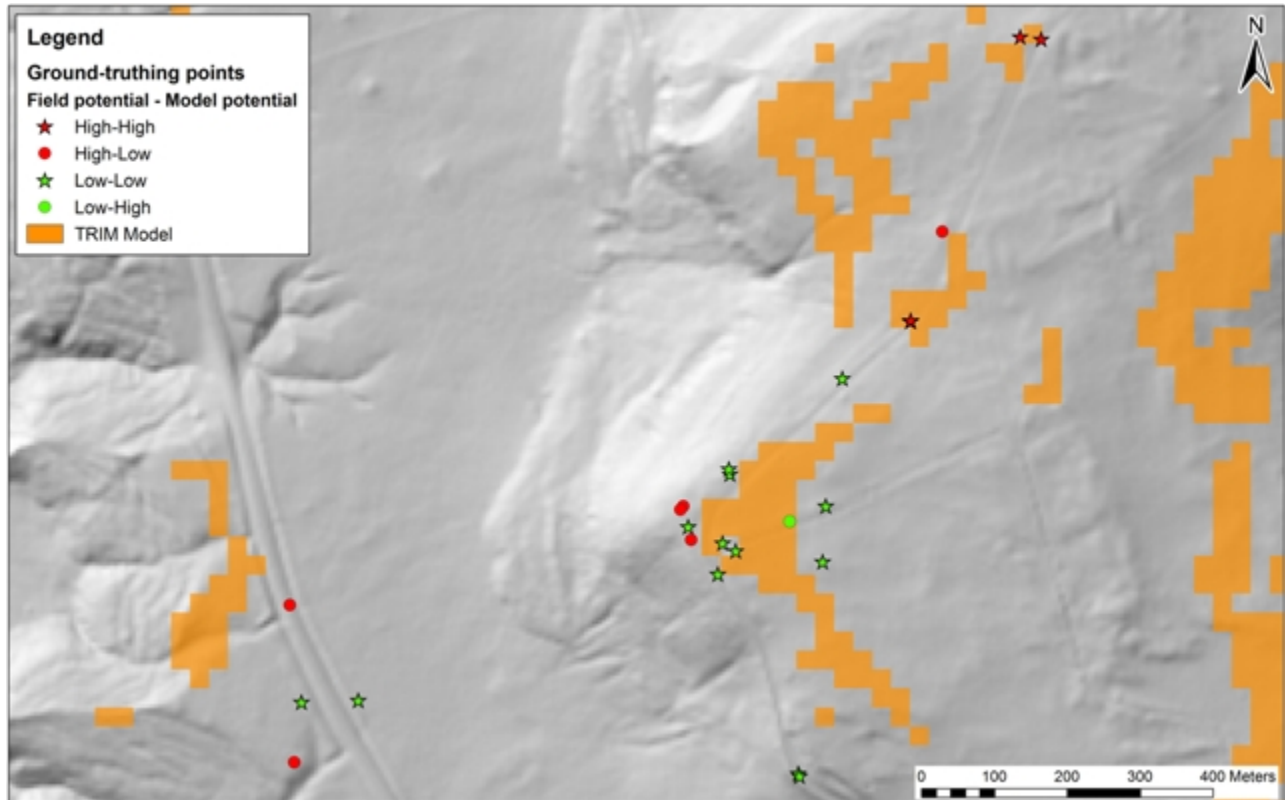 Legend
Ground-truthing points
Field potential - Model potential
High-High
High-Low
Low-Low
Low-High
TRIM Model
N
0 100 200 300 400 Meters